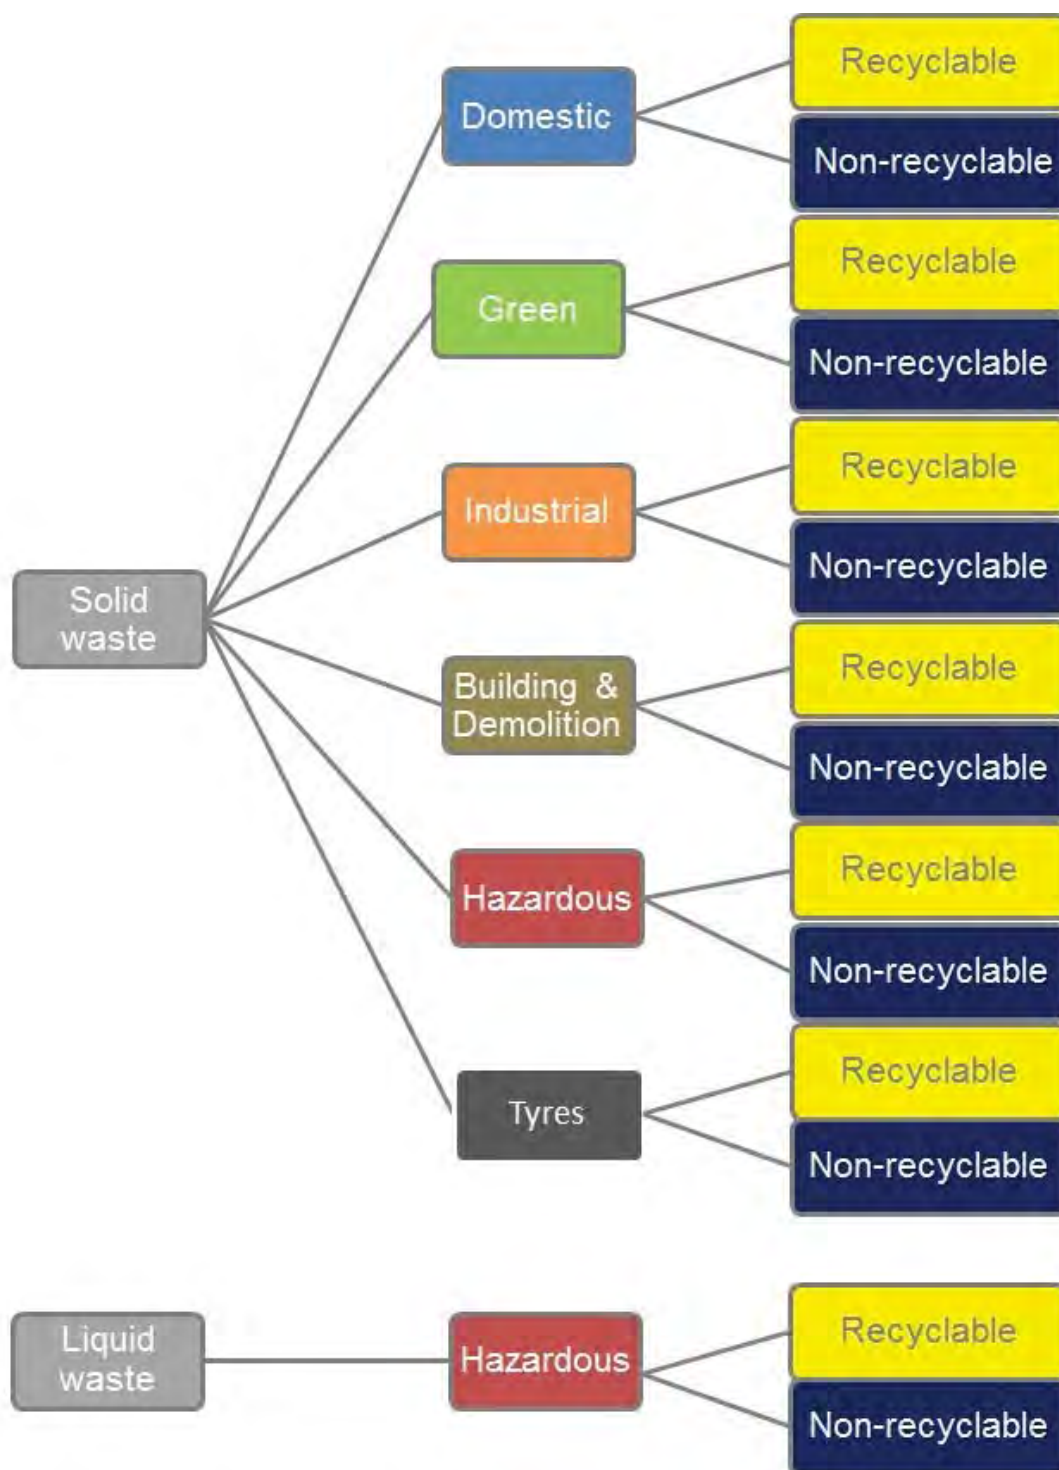 Recyclable
Domestic
Non-recyclable
Recyclable
Green
Non-recyclable
Recyclable
Industrial
Non-recyclable
Solid
waste
Recyclable
Building &
Demolition
Non-recyclable
Recyclable
Hazardous
Non-recyclable
Recyclable
Tyres
Non-recyclable
Liquid
waste
Hazardous
Recyclable
Non-recyclable